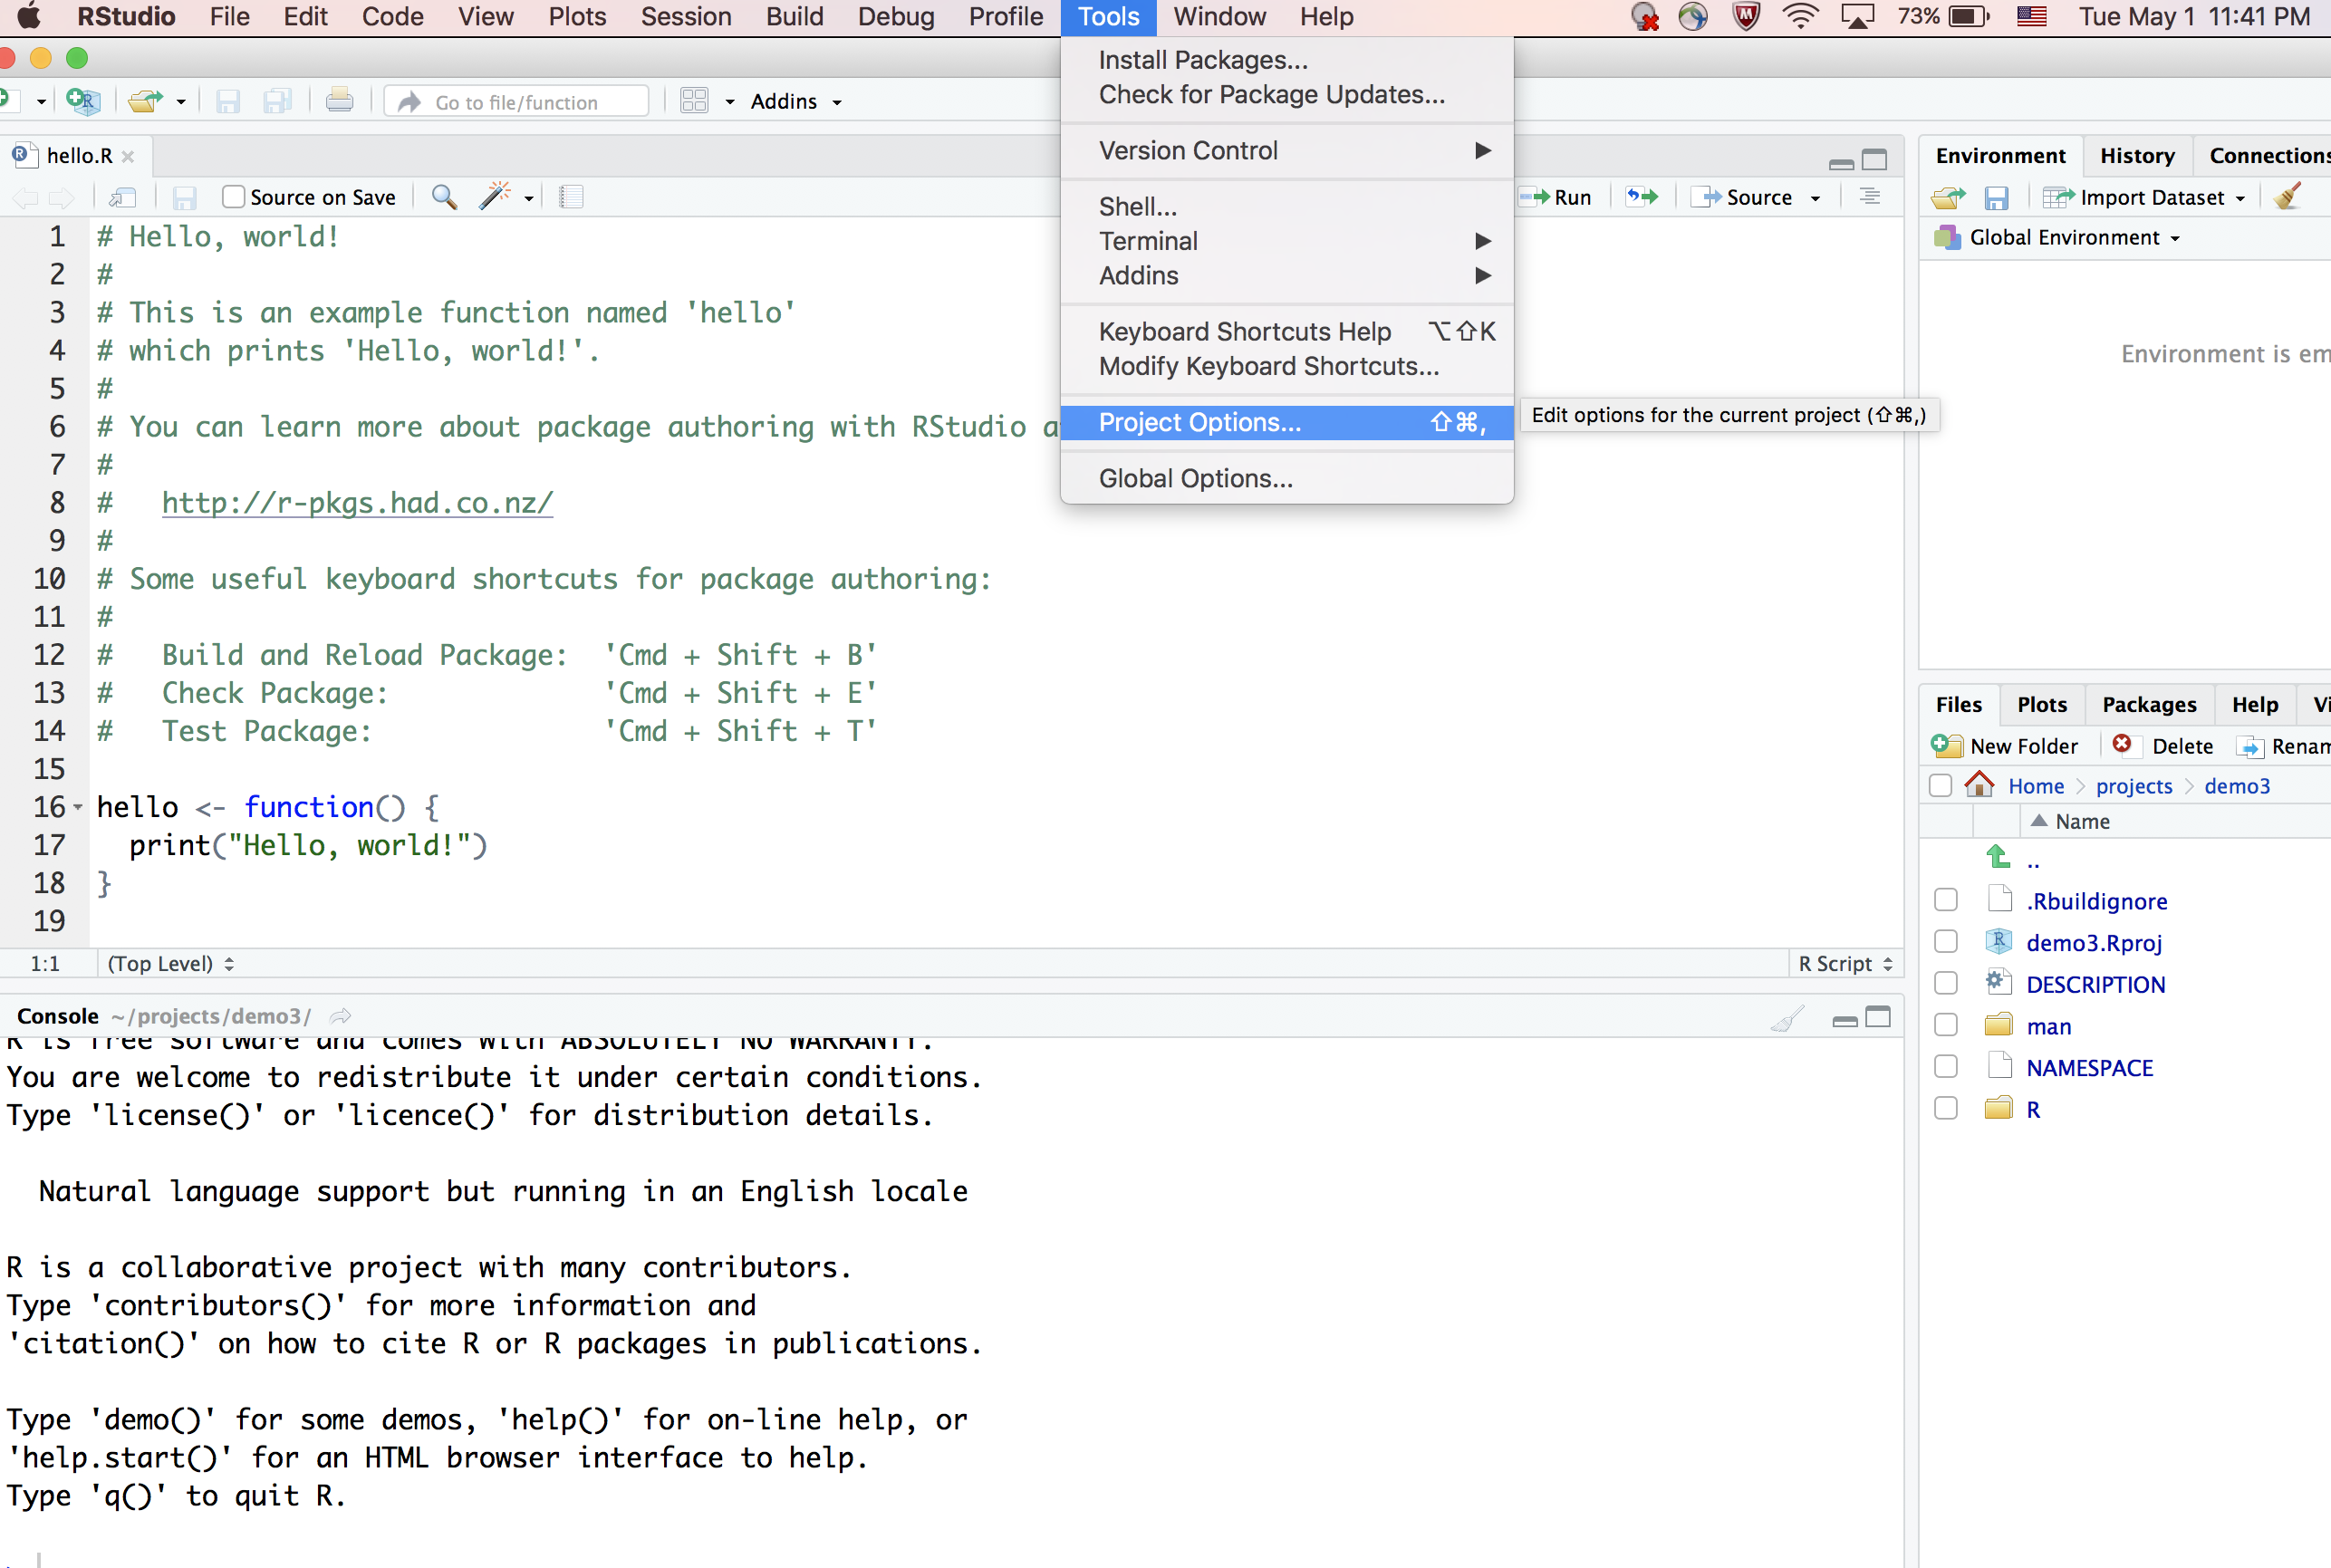 RStudio File Edit Code View Plots Session Build Debug Profile Tools Window Help 73% Tue May 1 11:41 PM
Install Packages...
Check for Package Updates...
Version Control
Shell...
Terminal
Addins
Keyboard Shortcuts Help ⌥⇧K
Modify Keyboard Shortcuts...
Project Options... ⇧⌘,
Edit options for the current project (⇧⌘,)
Global Options...
Go to file/function Addins
hello.R
Source on Save Run Source
1 # Hello, world!
2 #
3 # This is an example function named 'hello'
4 # which prints 'Hello, world!'.
5 #
6 # You can learn more about package authoring with RStudio
7 #
8 # http://r-pkgs.had.co.nz/
9 #
10 # Some useful keyboard shortcuts for package authoring:
11 #
12 # Build and Reload Package: 'Cmd + Shift + B'
13 # Check Package: 'Cmd + Shift + E'
14 # Test Package: 'Cmd + Shift + T'
15
16 hello <- function() {
17 print("Hello, world!")
18 }
19
1:1 (Top Level) R Script
Console ~/projects/demo3/
R is free software and comes with ABSOLUTELY NO WARRANTY.
You are welcome to redistribute it under certain conditions.
Type 'license()' or 'licence()' for distribution details.
Natural language support but running in an English locale
R is a collaborative project with many contributors.
Type 'contributors()' for more information and
'citation()' on how to cite R or R packages in publications.
Type 'demo()' for some demos, 'help()' for on-line help, or
'help.start()' for an HTML browser interface to help.
Type 'q()' to quit R.
Environment History Connections
Import Dataset
Global Environment
Environment is em
Files Plots Packages Help Vi
New Folder Delete Renam
Home projects demo3
Name
..
.Rbuildignore
demo3.Rproj
DESCRIPTION
man
NAMESPACE
R